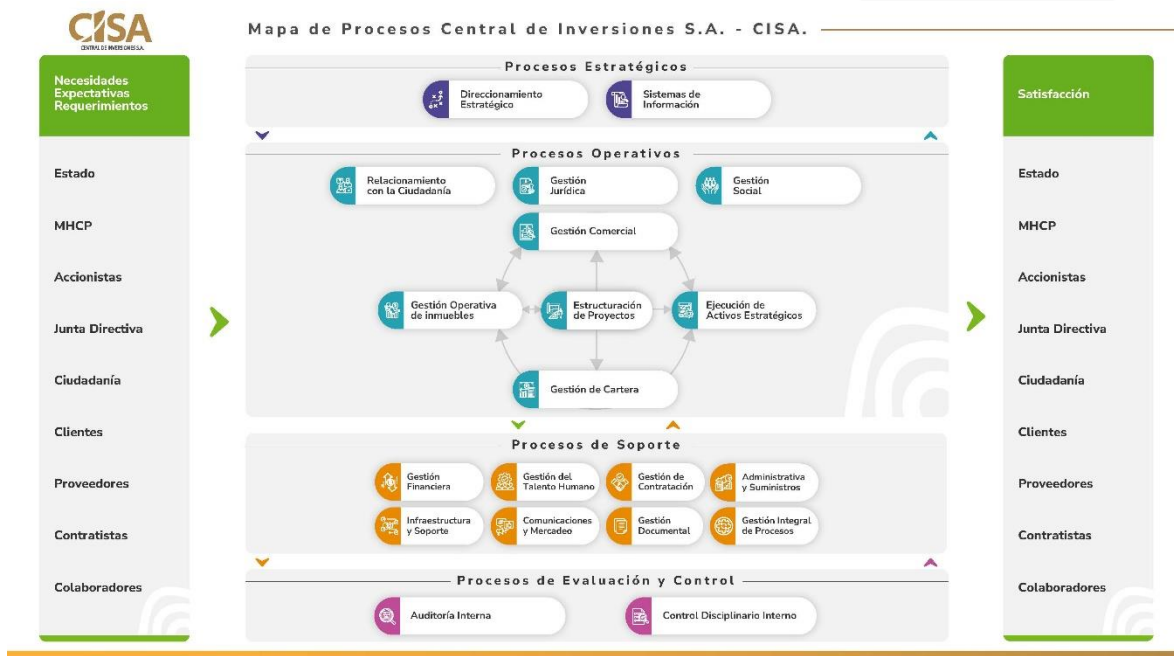 CISA
CENTRAL DE INVERSIONES S.A.
Mapa de Procesos Central de Inversiones S.A. - CISA.
Necesidades
Expectativas
Requerimientos
Estado
MHCP
Accionistas
Junta Directiva
Ciudadanía
Clientes
Proveedores
Contratistas
Colaboradores
Procesos Estratégicos
Direccionamiento
Estratégico
Sistemas de
Información
Procesos Operativos
Relacionamiento
con la Ciudadanía
Gestión
Jurídica
Gestión
Social
Gestión Comercial
Gestión Operativa
de inmuebles
Estructuración
de Proyectos
Ejecución de
Activos Estratégicos
Gestión de Cartera
Procesos de Soporte
Gestión
Financiera
Gestión del
Talento Humano
Gestión de
Contratación
Administrativa
y Suministros
Infraestructura
y Soporte
Comunicaciones
y Mercadeo
Gestión
Documental
Gestión Integral
de Procesos
Procesos de Evaluación y Control
Auditoría Interna
Control Disciplinario Interno
Satisfacción
Estado
MHCP
Accionistas
Junta Directiva
Ciudadanía
Clientes
Proveedores
Contratistas
Colaboradores